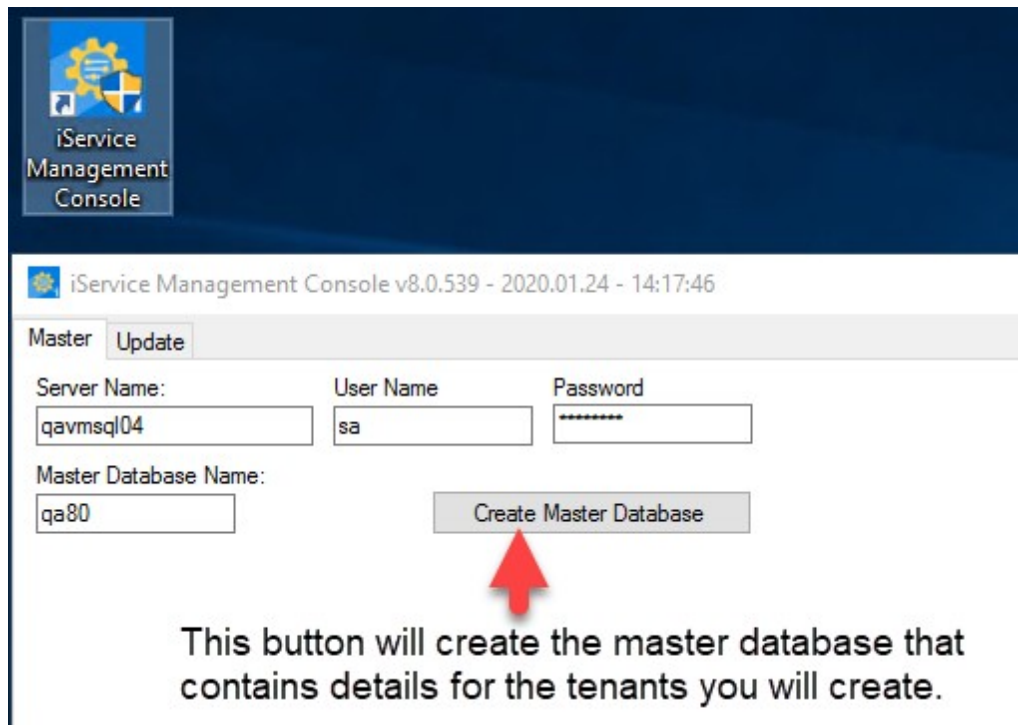 iService
Management
Console
iService Management Console v8.0.539 - 2020.01.24 - 14:17:46
Master Update
Server Name: User Name Password
qavmsql04 sa ********
Master Database Name:
qa80 Create Master Database
This button will create the master database that
contains details for the tenants you will create.